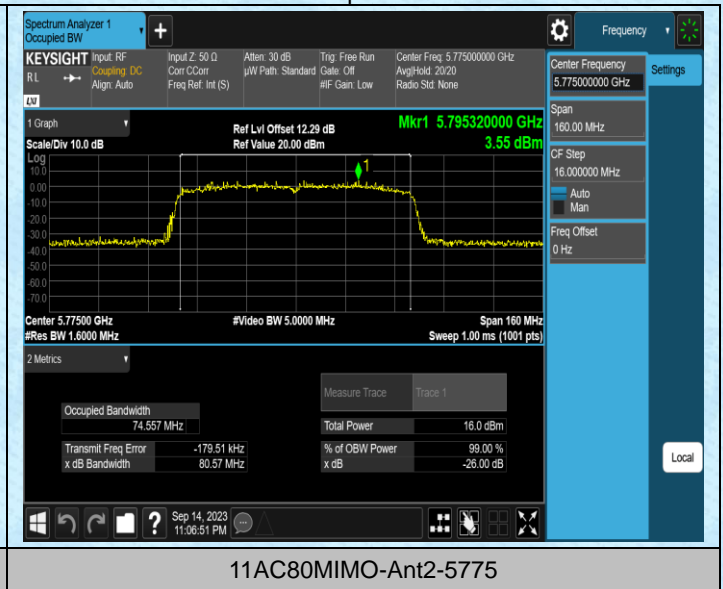 Spectrum Analyzer 1
Occupied BW
+
Frequency
KEYSIGHT
RL
LXI
Input: RF
Coupling: DC
Align: Auto
Input Z: 50 Ω
Corr CCorr
Freq Ref: Int (S)
Atten: 30 dB
µW Path: Standard
Trig: Free Run
Gate: Off
#IF Gain: Low
Center Freq: 5.775000000 GHz
Avg|Hold: 20/20
Radio Std: None
Center Frequency
5.775000000 GHz
Settings
Span
160.00 MHz
CF Step
16.000000 MHz
Auto
Man
Freq Offset
0 Hz
Local
1 Graph
Scale/Div 10.0 dB
Ref Lvl Offset 12.29 dB
Ref Value 20.00 dBm
Mkr1 5.795320000 GHz
3.55 dBm
Log
10.0
0.00
-10.0
-20.0
-30.0
-40.0
-50.0
-60.0
-70.0
1
Center 5.77500 GHz
#Res BW 1.6000 MHz
#Video BW 5.0000 MHz
Span 160 MHz
Sweep 1.00 ms (1001 pts)
2 Metrics
Measure Trace Trace 1
Occupied Bandwidth
74.557 MHz
Total Power 16.0 dBm
Transmit Freq Error -179.51 kHz
% of OBW Power 99.00 %
x dB Bandwidth 80.57 MHz
x dB -26.00 dB
?
Sep 14, 2023
11:06:51 PM
11AC80MIMO-Ant2-5775